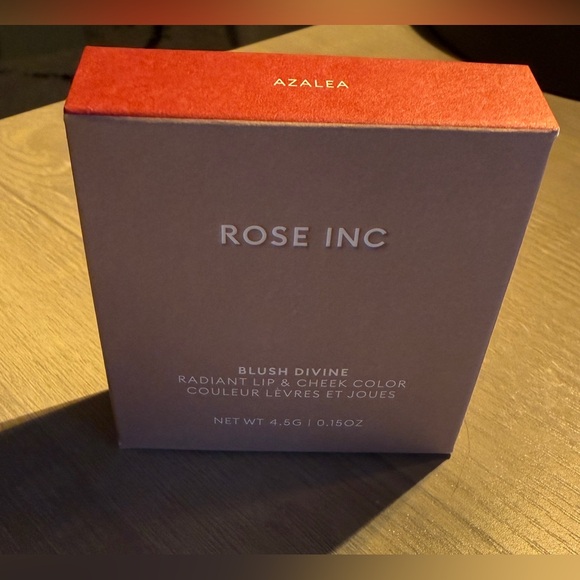 AZALEA
ROSE INC
BLUSH DIVINE
RADIANT LIP & CHEEK COLOR
COULEUR LÈVRES ET JOUES
NET WT 4.5G | 0.15OZ